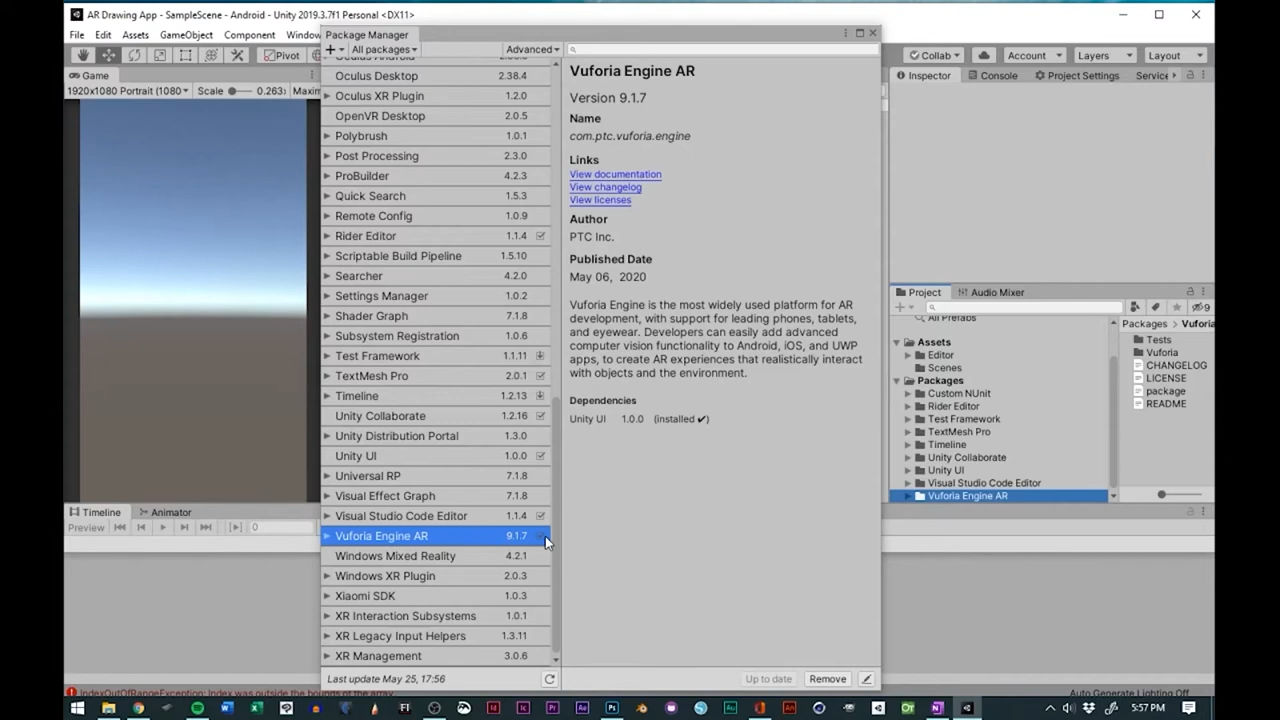 AR Drawing App - SampleScene - Android - Unity 2019.3.7f1 Personal <DX11>
File Edit Assets GameObject Component Window
Pivot
Collab Account Layers Layout
Game
1920x1080 Portrait (1080 Scale 0.263
Package Manager
All packages Advanced
Oculus Desktop 2.38.4
Oculus XR Plugin 1.2.0
OpenVR Desktop 2.0.5
Polybrush 1.0.1
Post Processing 2.3.0
ProBuilder 4.2.3
Quick Search 1.5.3
Remote Config 1.0.9
Rider Editor 1.1.4
Scriptable Build Pipeline 1.5.10
Searcher 4.2.0
Settings Manager 1.0.2
Shader Graph 7.1.8
Subsystem Registration 1.0.6
Test Framework 1.1.11
TextMesh Pro 2.0.1
Timeline 1.2.13
Unity Collaborate 1.2.16
Unity Distribution Portal 1.3.0
Unity UI 1.0.0
Universal RP 7.1.8
Visual Effect Graph 7.1.8
Visual Studio Code Editor 1.1.4
Vuforia Engine AR 9.1.7
Windows Mixed Reality 4.2.1
Windows XR Plugin 2.0.3
Xiaomi SDK 1.0.3
XR Interaction Subsystems 1.0.1
XR Legacy Input Helpers 1.3.11
XR Management 3.0.6
Last update May 25, 17:56
Vuforia Engine AR
Version 9.1.7
Name
com.ptc.vuforia.engine
Links
View documentation
View changelog
View licenses
Author
PTC Inc.
Published Date
May 06, 2020
Vuforia Engine is the most widely used platform for AR
development, with support for leading phones, tablets,
and eyewear. Developers can easily add advanced
computer vision functionality to Android, iOS, and UWP
apps, to create AR experiences that realistically interact
with objects and the environment.
Dependencies
Unity UI 1.0.0 (installed ✔)
Up to date Remove
Inspector Console Project Settings Service
Project Audio Mixer
9
All Prefabs
Assets
Editor
Scenes
Packages
Custom NUnit
Rider Editor
Test Framework
TextMesh Pro
Timeline
Unity Collaborate
Unity UI
Visual Studio Code Editor
Vuforia Engine AR
Packages Vufori
Tests
Vuforia
CHANGELOG
LICENSE
package
README
Timeline Animator
Preview 0
IndexOutOfRangeException: Index was outside the bounds of the array.
Auto Generate Lighting Off
5:57 PM